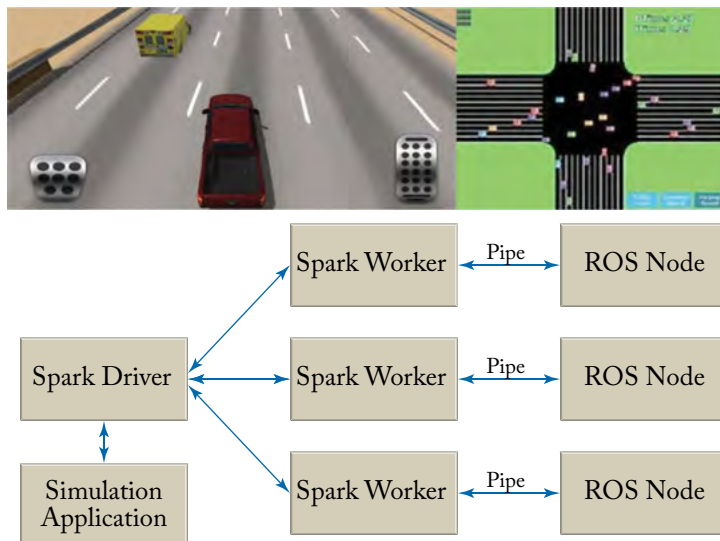 Spark Worker
Pipe
ROS Node
Spark Driver
Spark Worker
Pipe
ROS Node
Simulation
Application
Spark Worker
Pipe
ROS Node